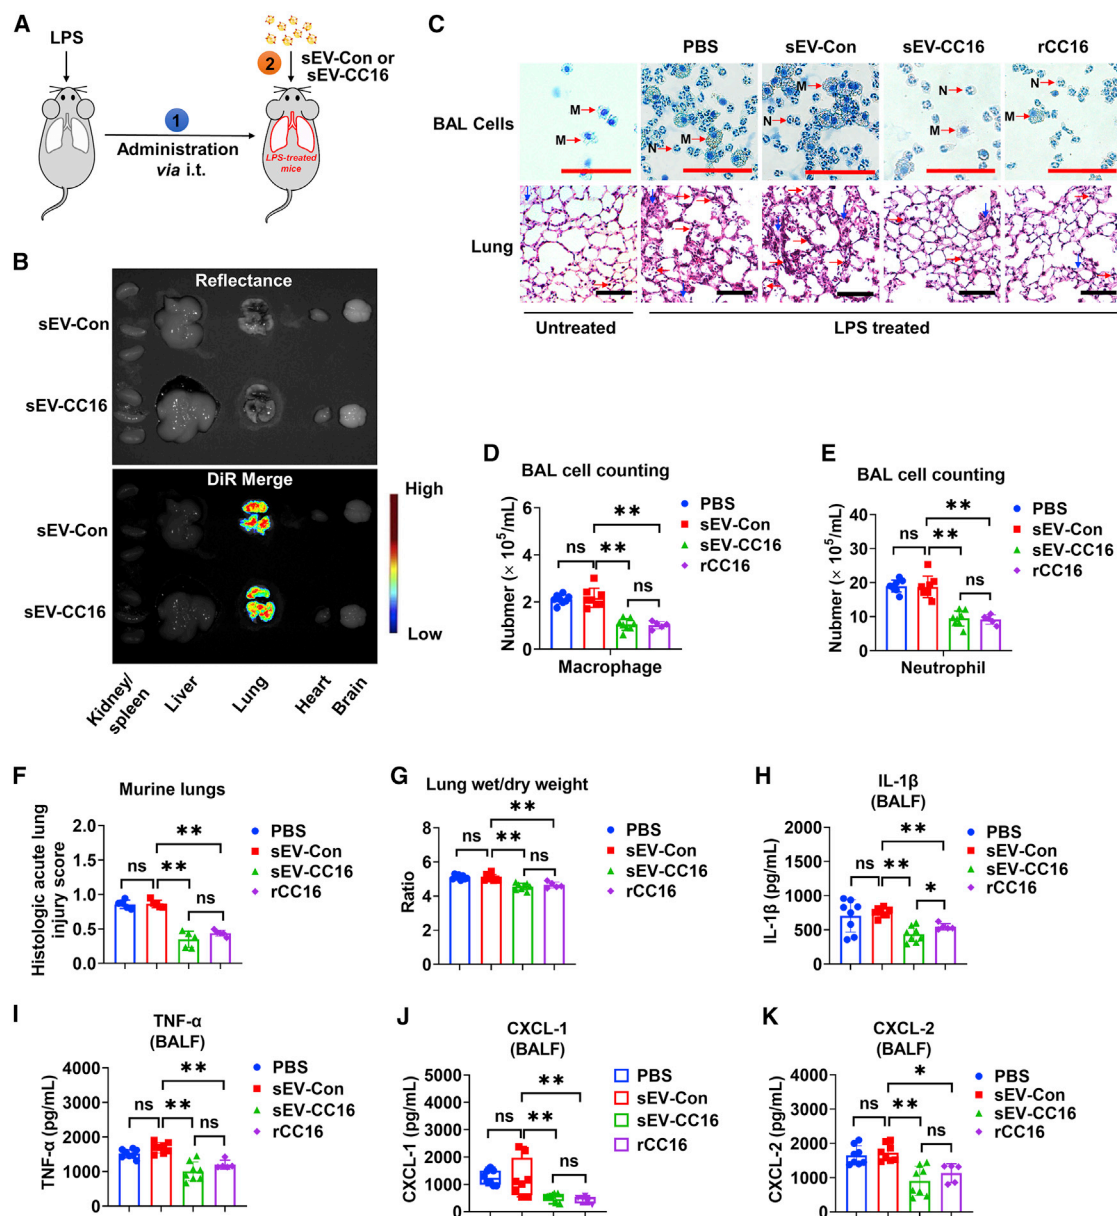 A
LPS
2
sEV-Con or
sEV-CC16
1
Administration
via i.t.
LPS-treated
mice
B
Reflectance
sEV-Con
sEV-CC16
DiR Merge
sEV-Con
sEV-CC16
High
Low
Kidney/
spleen
Liver
Lung
Heart
Brain
C
PBS sEV-Con sEV-CC16 rCC16
BAL Cells
M
M
M
N
M
N
M
N
M
N
M
Lung
Untreated
LPS treated
D
BAL cell counting
Nubmer (× 10⁵/mL)
6
4
2
0
ns
**
**
ns
Macrophage
PBS
sEV-Con
sEV-CC16
rCC16
E
BAL cell counting
Nubmer (× 10⁵/mL)
40
30
20
10
0
ns
**
**
ns
Neutrophil
PBS
sEV-Con
sEV-CC16
rCC16
F
Murine lungs
Histologic acute lung
injury score
2.0
1.5
1.0
0.5
0.0
ns
**
**
ns
PBS
sEV-Con
sEV-CC16
rCC16
G
Lung wet/dry weight
Ratio
10
8
6
4
2
0
ns
**
**
ns
PBS
sEV-Con
sEV-CC16
rCC16
H
IL-1β
(BALF)
IL-1β (pg/mL)
2000
1500
1000
500
0
ns
**
**
*
PBS
sEV-Con
sEV-CC16
rCC16
I
TNF-α
(BALF)
TNF-α (pg/mL)
4000
3000
2000
1000
0
ns
**
**
ns
PBS
sEV-Con
sEV-CC16
rCC16
J
CXCL-1
(BALF)
CXCL-1 (pg/mL)
5000
4000
3000
2000
1000
0
ns
**
**
ns
PBS
sEV-Con
sEV-CC16
rCC16
K
CXCL-2
(BALF)
CXCL-2 (pg/mL)
4000
3000
2000
1000
0
ns
**
*
ns
PBS
sEV-Con
sEV-CC16
rCC16